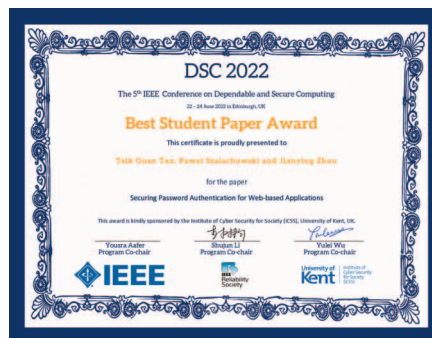 DSC 2022
The 5th IEEE Conference on Dependable and Secure Computing
22 – 24 June 2022 in Edinburgh, UK
Best Student Paper Award
This certificate is proudly presented to
Teik Guan Tan, Pawel Szalachowski and Jianying Zhou
for the paper
Securing Password Authentication for Web-based Applications
This award is kindly sponsored by the Institute of Cyber Security for Society (iCSS), University of Kent, UK.
Yousra Aafer
Program Co-chair
Shujun Li
Program Co-chair
Yulei Wu
Program Co-chair
IEEE
IEEE
Reliability
Society
University of
Kent
Institute of
Cyber Security
for Society
(iCSS)